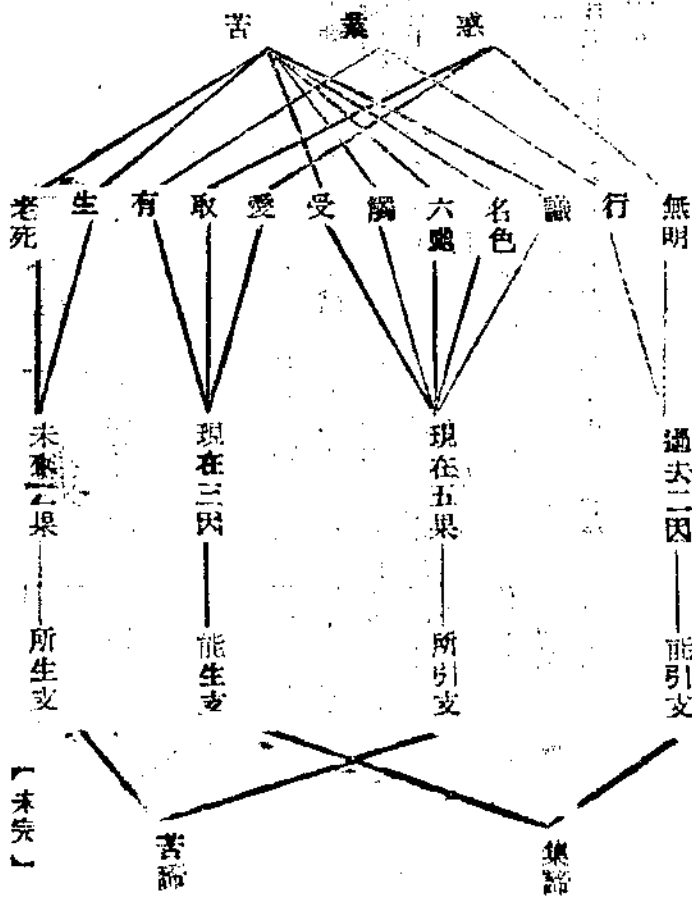 惑 業 苦
無明 行 識 名色 六處 觸 受 愛 取 有 生 老死
過去二因 現在五果 現在三因 未來二果
能引支 所引支 能生支 所生支
集諦 苦諦
【未完】